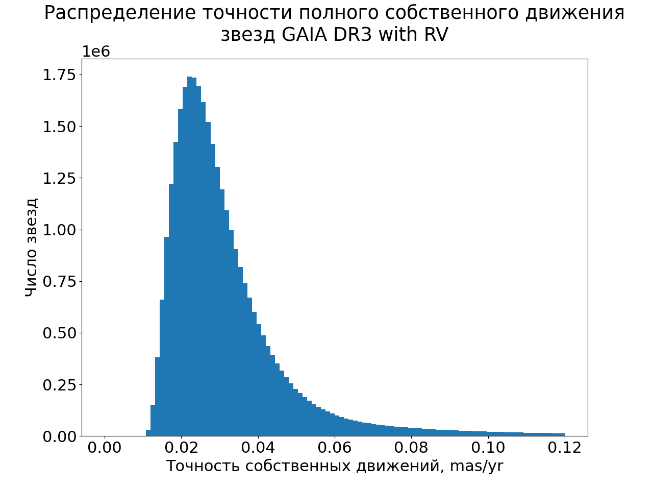 Распределение точности полного собственного движения
звезд GAIA DR3 with RV
1e6
1.75
1.50
1.25
1.00
0.75
0.50
0.25
0.00
Число звезд
0.00 0.02 0.04 0.06 0.08 0.10 0.12
Точность собственных движений, mas/yr